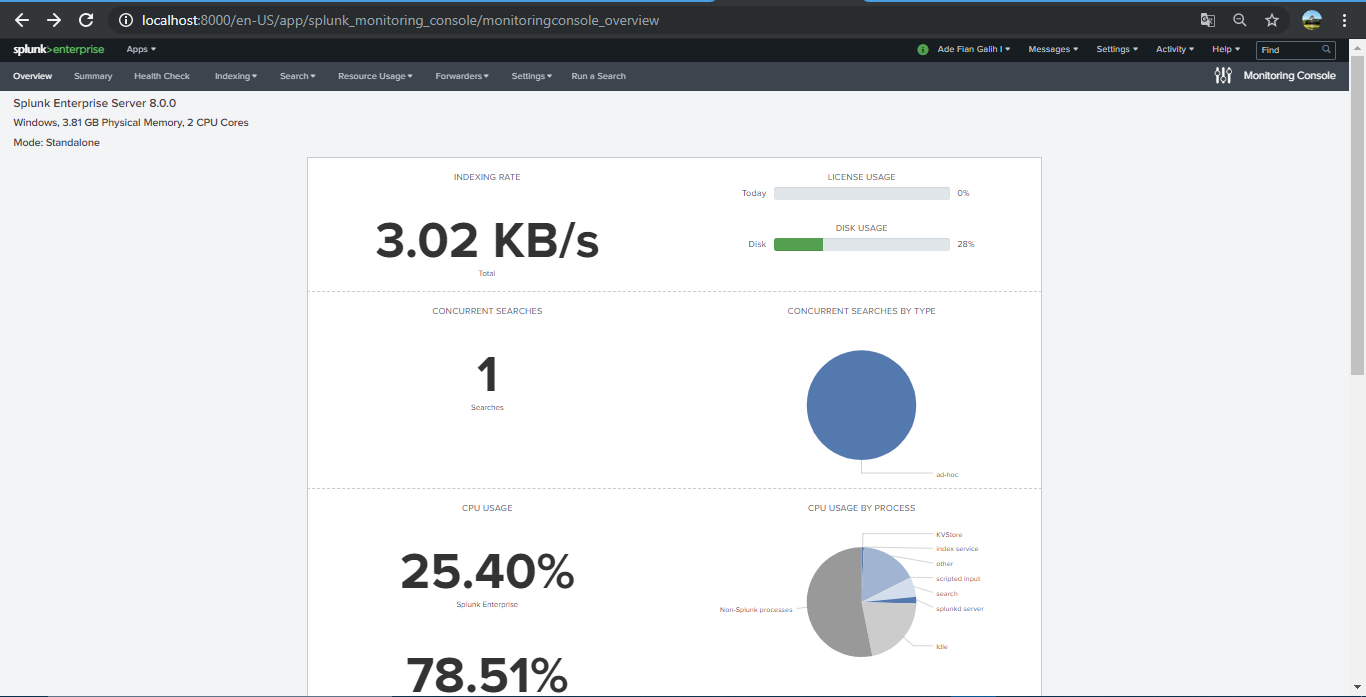 localhost:8000/en-US/app/splunk_monitoring_console/monitoringconsole_overview
splunk>enterprise Apps Ade Fian Galih I Messages Settings Activity Help Find
Overview Summary Health Check Indexing Search Resource Usage Forwarders Settings Run a Search Monitoring Console
Splunk Enterprise Server 8.0.0
Windows, 3.81 GB Physical Memory, 2 CPU Cores
Mode: Standalone
INDEXING RATE
3.02 KB/s
Total
LICENSE USAGE
Today 0%
DISK USAGE
Disk 28%
CONCURRENT SEARCHES
1
Searches
CONCURRENT SEARCHES BY TYPE
ad-hoc
CPU USAGE
25.40%
Splunk Enterprise
78.51%
CPU USAGE BY PROCESS
KVStore
index service
other
scripted input
search
splunkd server
Idle
Non-Splunk processes